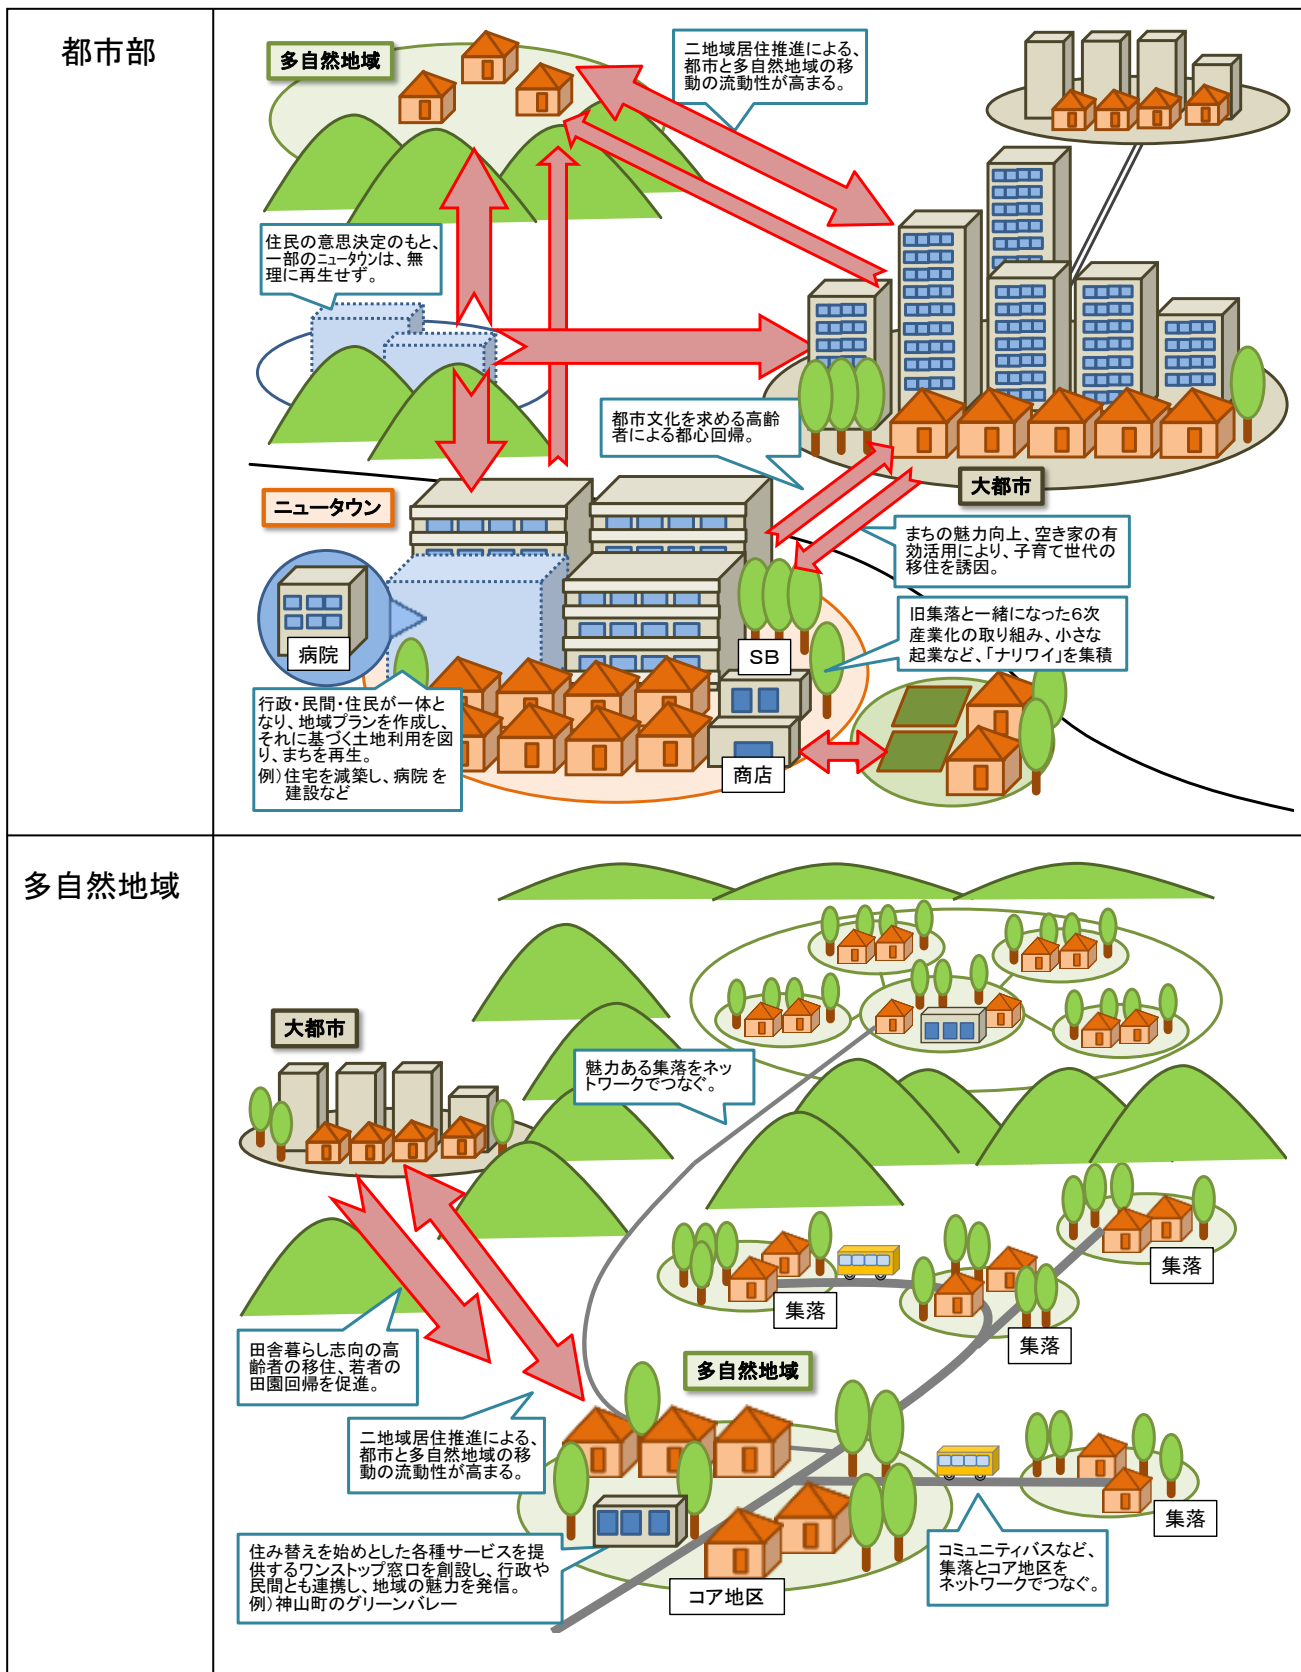 都市部
多自然地域
二地域居住推進による、
都市と多自然地域の移
動の流動性が高まる。
住民の意思決定のもと、
一部のニュータウンは、無
理に再生せず。
都市文化を求める高齢
者による都心回帰。
大都市
ニュータウン
まちの魅力向上、空き家の有
効活用により、子育て世代の
移住を誘因。
旧集落と一緒になった６次
産業化の取り組み、小さな
起業など、「ナリワイ」を集積
病院
SB
行政・民間・住民が一体と
なり、地域プランを作成し、
それに基づく土地利用を図
り、まちを再生。
例）住宅を減築し、病院を
建設など
商店
多自然地域
大都市
魅力ある集落をネッ
トワークでつなぐ。
集落
集落
集落
田舎暮らし志向の高
齢者の移住、若者の
田園回帰を促進。
多自然地域
二地域居住推進による、
都市と多自然地域の移
動の流動性が高まる。
集落
住み替えを始めとした各種サービスを提
供するワンストップ窓口を創設し、行政や
民間とも連携し、地域の魅力を発信。
例）神山町のグリーンバレー
コア地区
コミュニティバスなど、
集落とコア地区を
ネットワークでつなぐ。